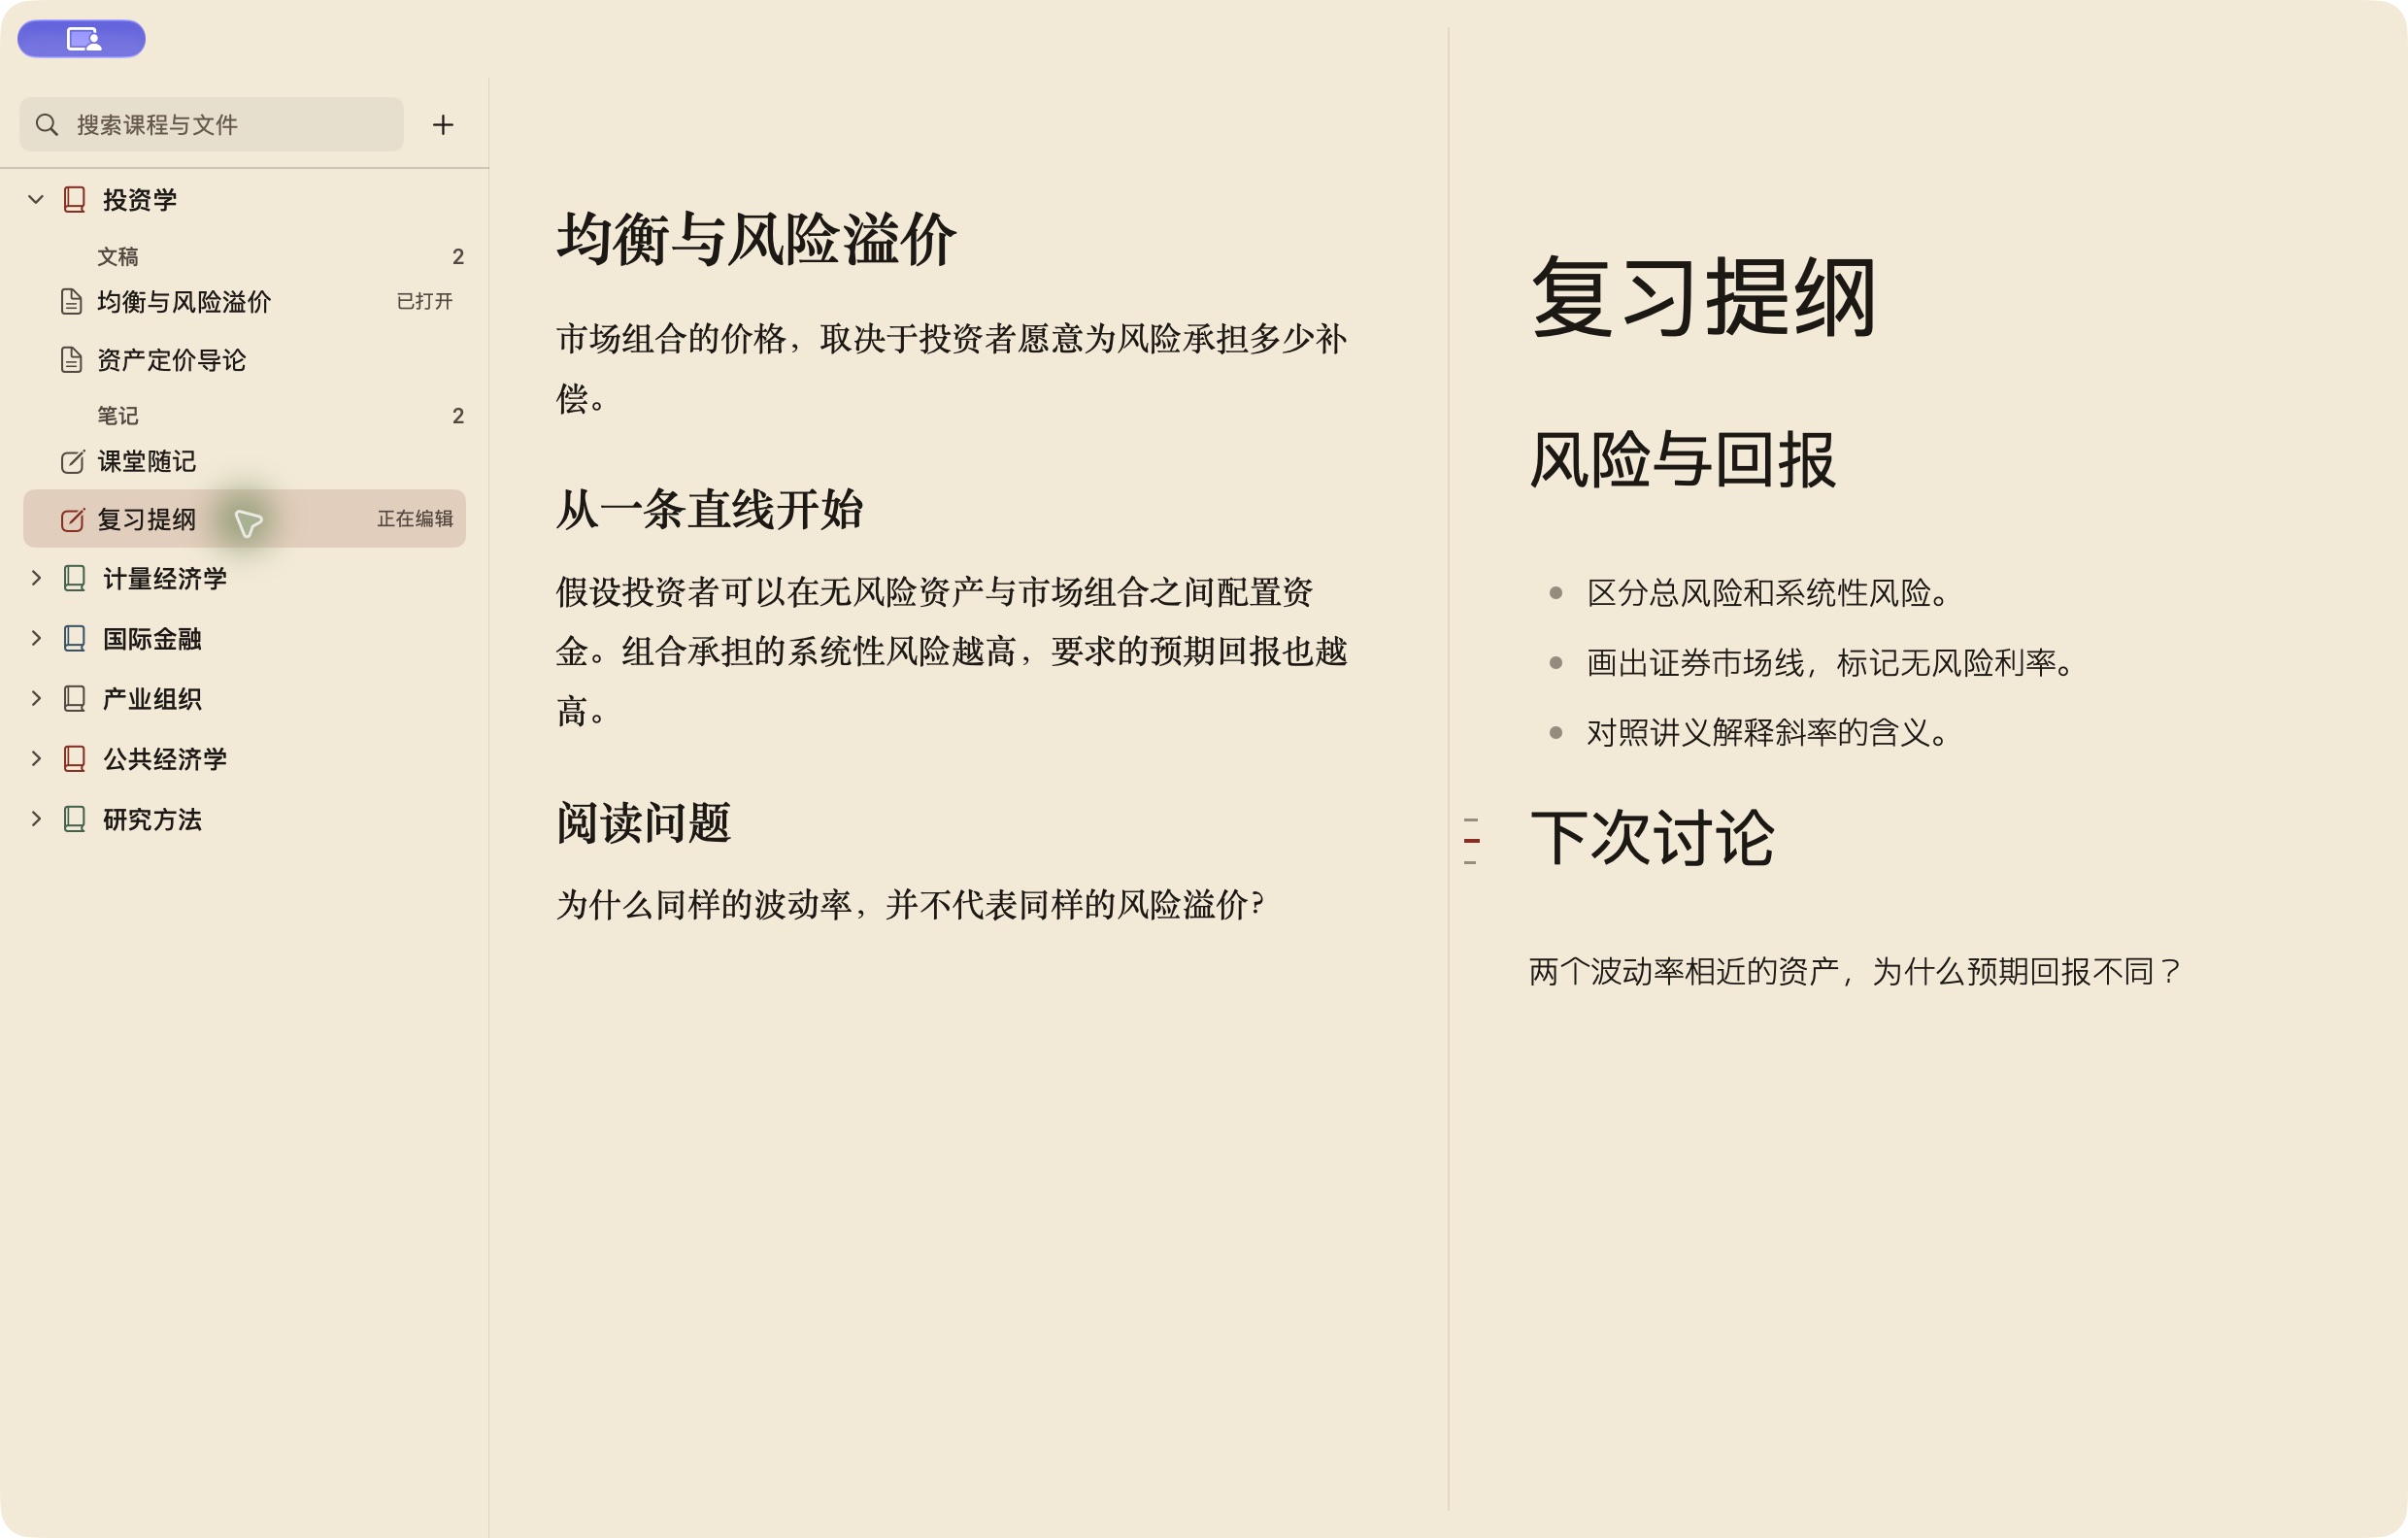 搜索课程与文件
投资学
文稿 2
均衡与风险溢价 已打开
资产定价导论
笔记 2
课堂随记
复习提纲 正在编辑
计量经济学
国际金融
产业组织
公共经济学
研究方法
均衡与风险溢价
市场组合的价格，取决于投资者愿意为风险承担多少补
偿。
从一条直线开始
假设投资者可以在无风险资产与市场组合之间配置资
金。组合承担的系统性风险越高，要求的预期回报也越
高。
阅读问题
为什么同样的波动率，并不代表同样的风险溢价？
复习提纲
风险与回报
区分总风险和系统性风险。
画出证券市场线，标记无风险利率。
对照讲义解释斜率的含义。
下次讨论
两个波动率相近的资产，为什么预期回报不同？